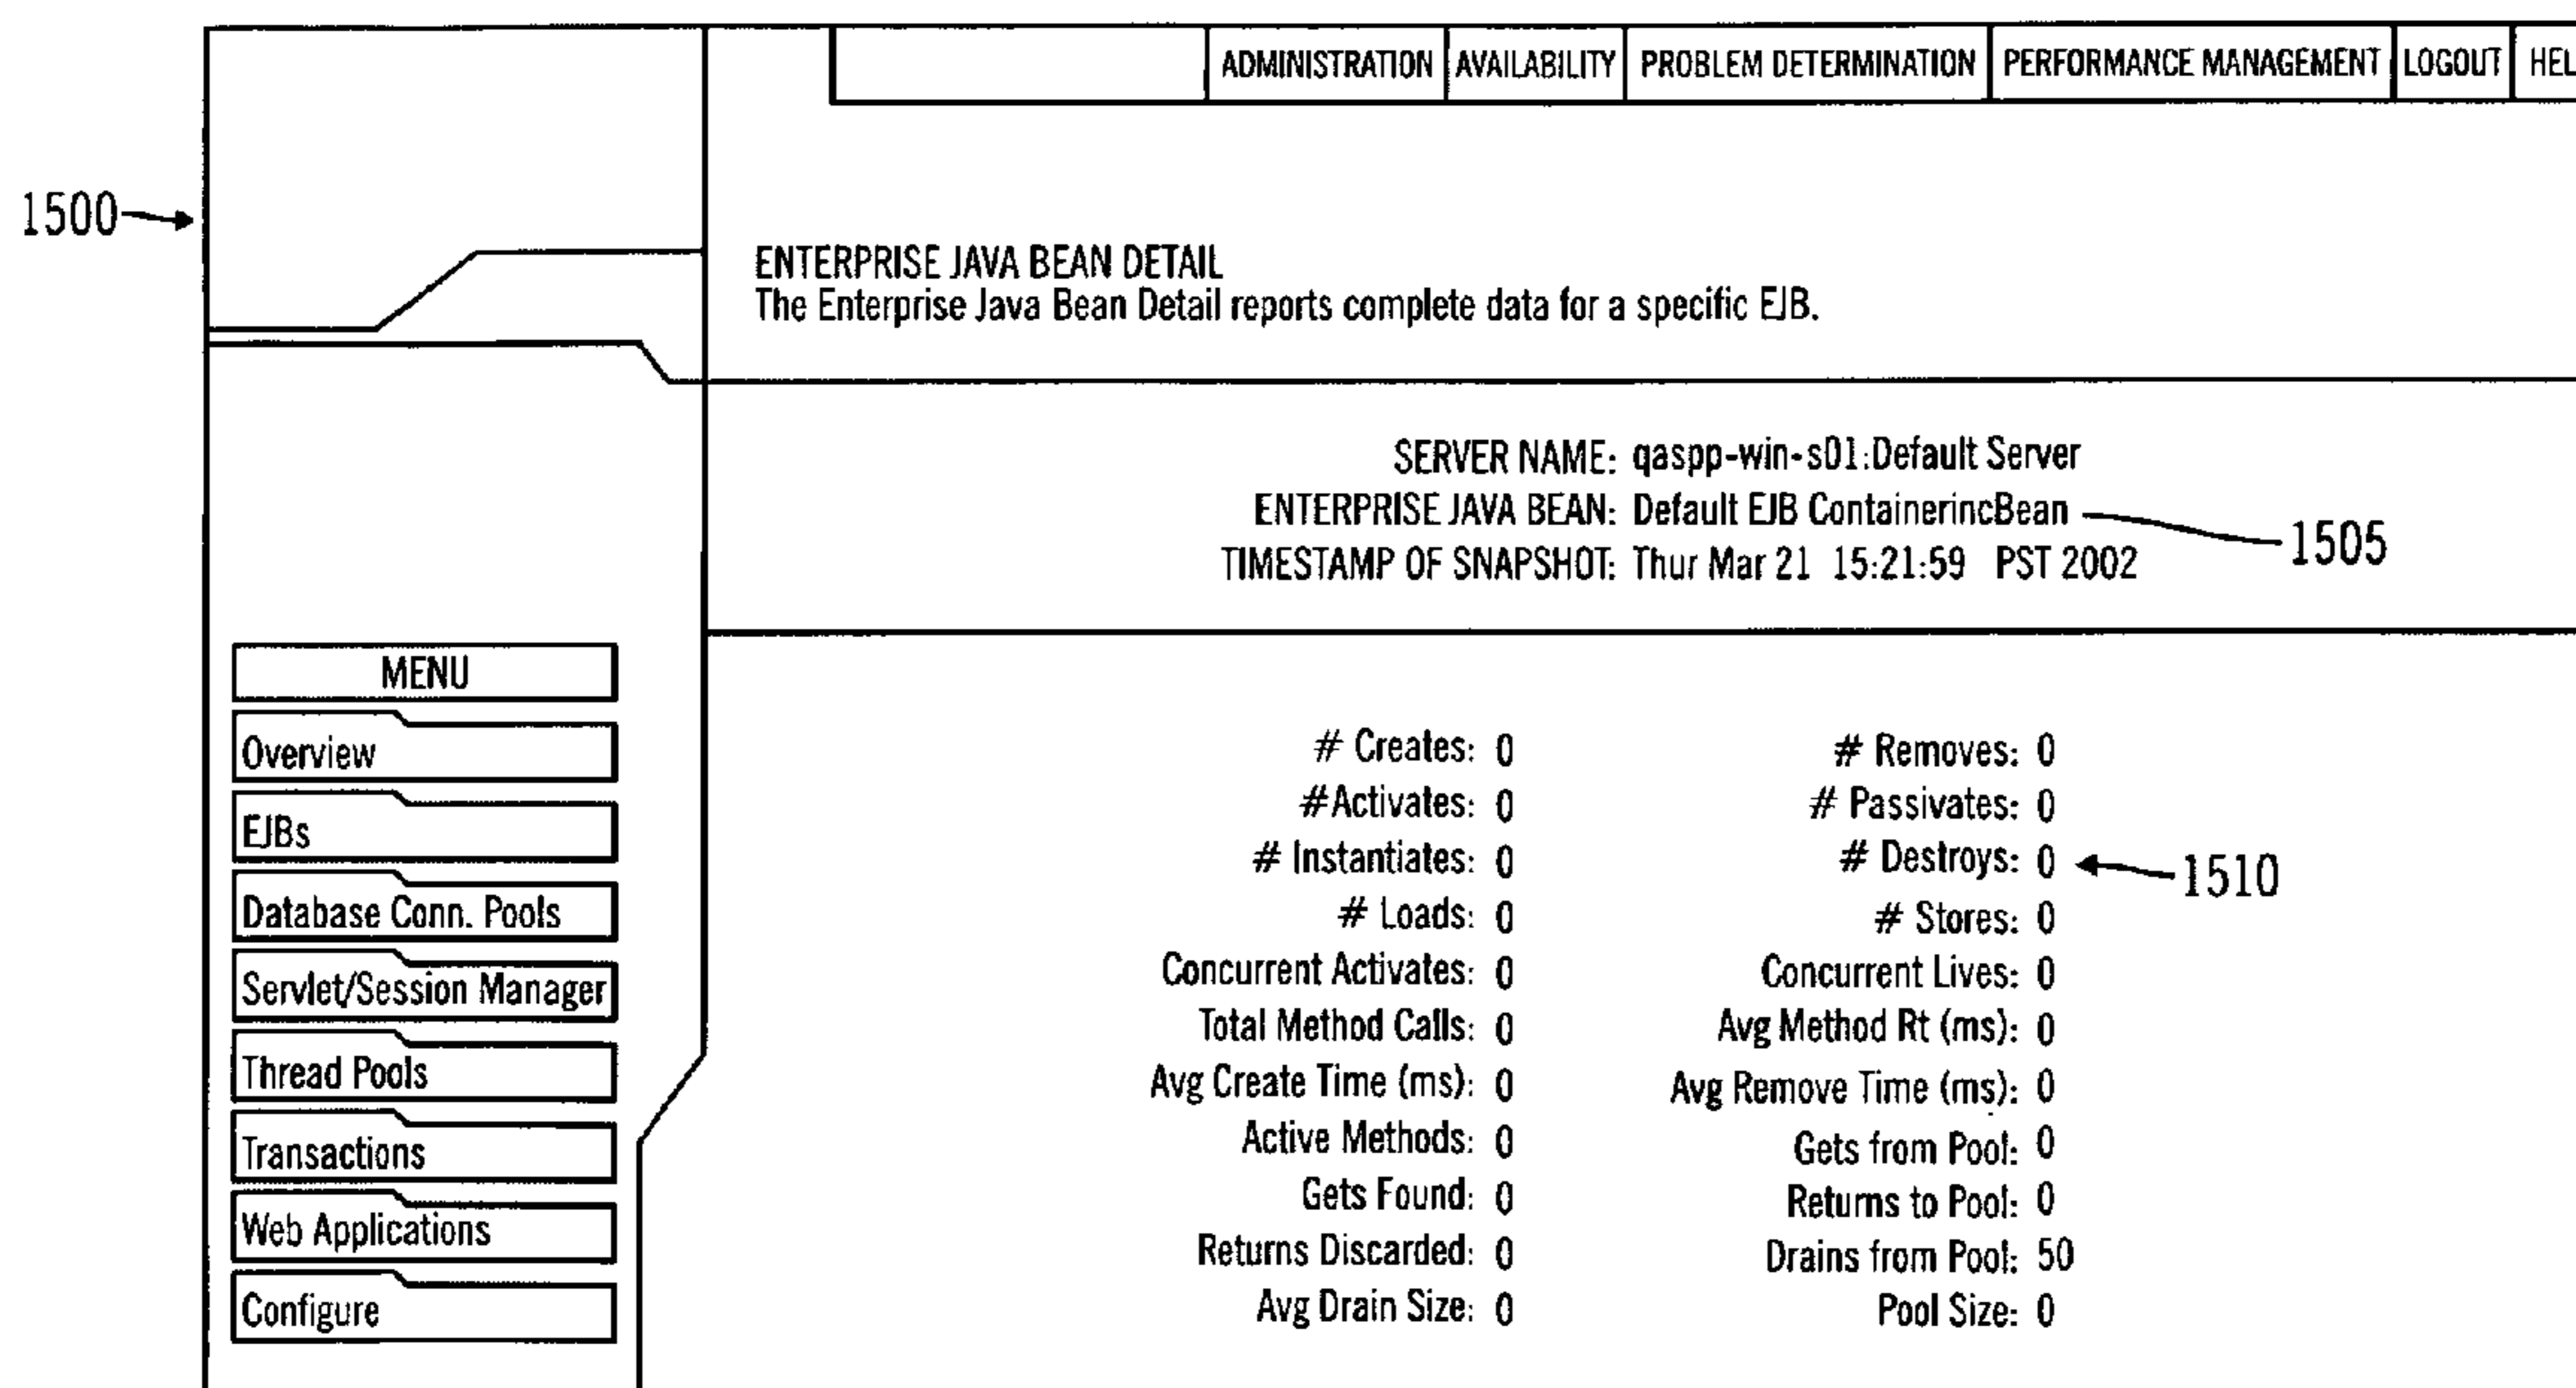 ADMINISTRATION AVAILABILITY PROBLEM DETERMINATION PERFORMANCE MANAGEMENT LOGOUT HEL
1500
ENTERPRISE JAVA BEAN DETAIL
The Enterprise Java Bean Detail reports complete data for a specific EJB.
SERVER NAME: qaspp-win-s01:Default Server
ENTERPRISE JAVA BEAN: Default EJB ContainerincBean
1505
TIMESTAMP OF SNAPSHOT: Thur Mar 21 15:21:59 PST 2002
MENU
Overview
EJBs
Database Conn. Pools
Servlet/Session Manager
Thread Pools
Transactions
Web Applications
Configure
# Creates: 0 # Removes: 0
#Activates: 0 # Passivates: 0
# Instantiates: 0 # Destroys: 0
1510
# Loads: 0 # Stores: 0
Concurrent Activates: 0 Concurrent Lives: 0
Total Method Calls: 0 Avg Method Rt (ms): 0
Avg Create Time (ms): 0 Avg Remove Time (ms): 0
Active Methods: 0 Gets from Pool: 0
Gets Found: 0 Returns to Pool: 0
Returns Discarded: 0 Drains from Pool: 50
Avg Drain Size: 0 Pool Size: 0